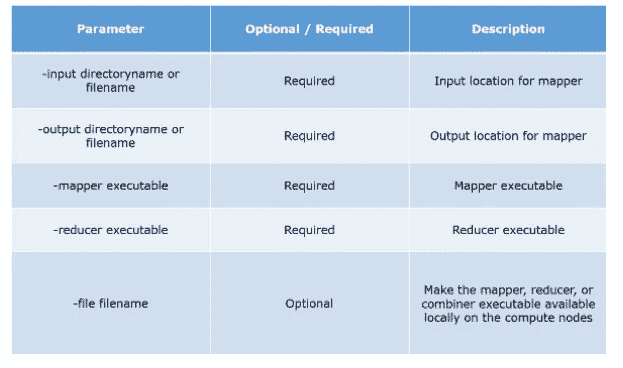 Parameter Optional / Required Description
-input directoryname or
filename Required Input location for mapper
-output directoryname or
filename Required Output location for mapper
-mapper executable Required Mapper executable
-reducer executable Required Reducer executable
-file filename Optional Make the mapper, reducer, or
combiner executable available
locally on the compute nodes